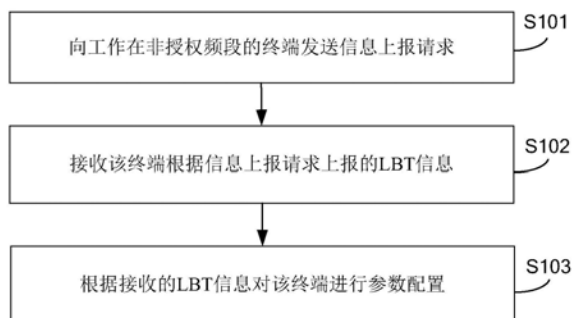 S101
向工作在非授权频段的终端发送信息上报请求
S102
接收该终端根据信息上报请求上报的LBT信息
S103
根据接收的LBT信息对该终端进行参数配置